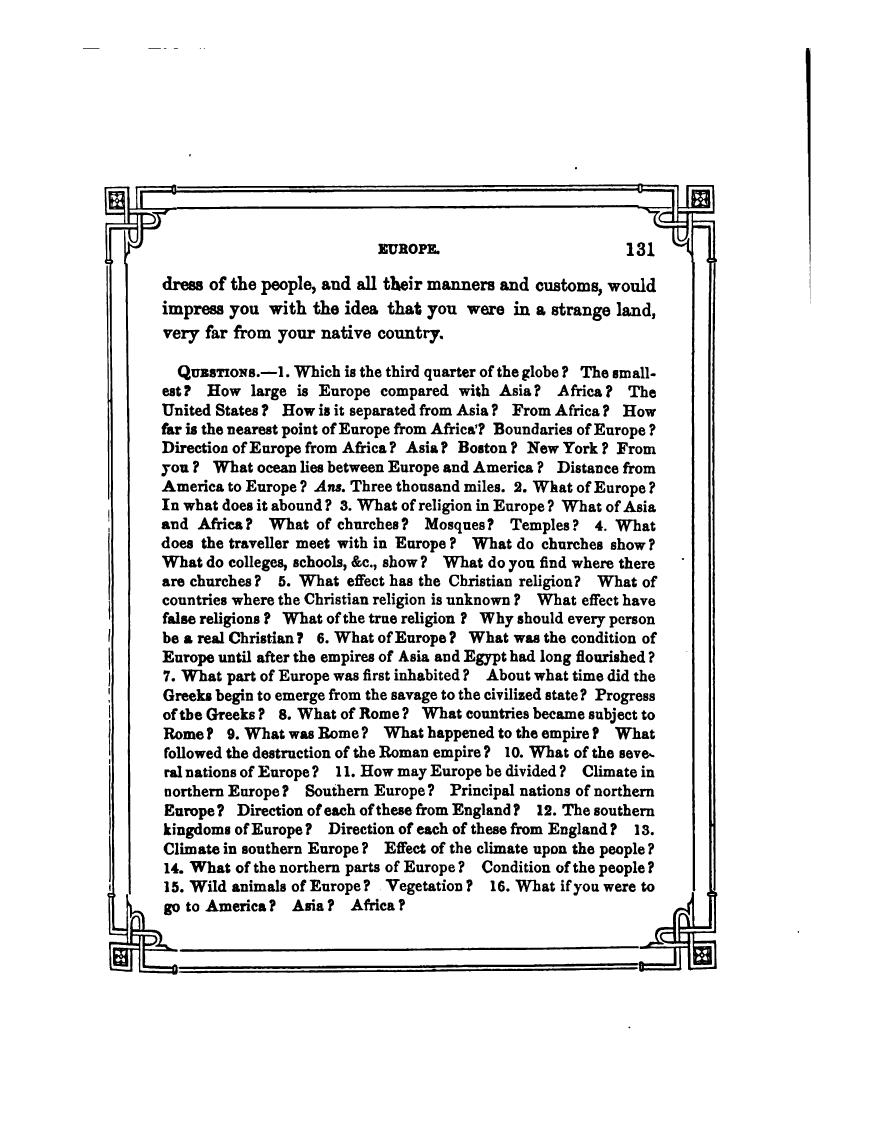 EUROPE. 131
dress of the people, and all their manners and customs, would
impress you with the idea that you were in a strange land,
very far from your native country.
QUESTIONS.—1. Which is the third quarter of the globe? The small-
est? How large is Europe compared with Asia? Africa? The
United States? How is it separated from Asia? From Africa? How
far is the nearest point of Europe from Africa? Boundaries of Europe?
Direction of Europe from Africa? Asia? Boston? New York? From
you? What ocean lies between Europe and America? Distance from
America to Europe? Ans. Three thousand miles. 2. What of Europe?
In what does it abound? 3. What of religion in Europe? What of Asia
and Africa? What of churches? Mosques? Temples? 4. What
does the traveller meet with in Europe? What do churches show?
What do colleges, schools, &c., show? What do you find where there
are churches? 5. What effect has the Christian religion? What of
countries where the Christian religion is unknown? What effect have
false religions? What of the true religion? Why should every person
be a real Christian? 6. What of Europe? What was the condition of
Europe until after the empires of Asia and Egypt had long flourished?
7. What part of Europe was first inhabited? About what time did the
Greeks begin to emerge from the savage to the civilized state? Progress
of the Greeks? 8. What of Rome? What countries became subject to
Rome? 9. What was Rome? What happened to the empire? What
followed the destruction of the Roman empire? 10. What of the seve-
ral nations of Europe? 11. How may Europe be divided? Climate in
northern Europe? Southern Europe? Principal nations of northern
Europe? Direction of each of these from England? 12. The southern
kingdoms of Europe? Direction of each of these from England? 13.
Climate in southern Europe? Effect of the climate upon the people?
14. What of the northern parts of Europe? Condition of the people?
15. Wild animals of Europe? Vegetation? 16. What if you were to
go to America? Asia? Africa?